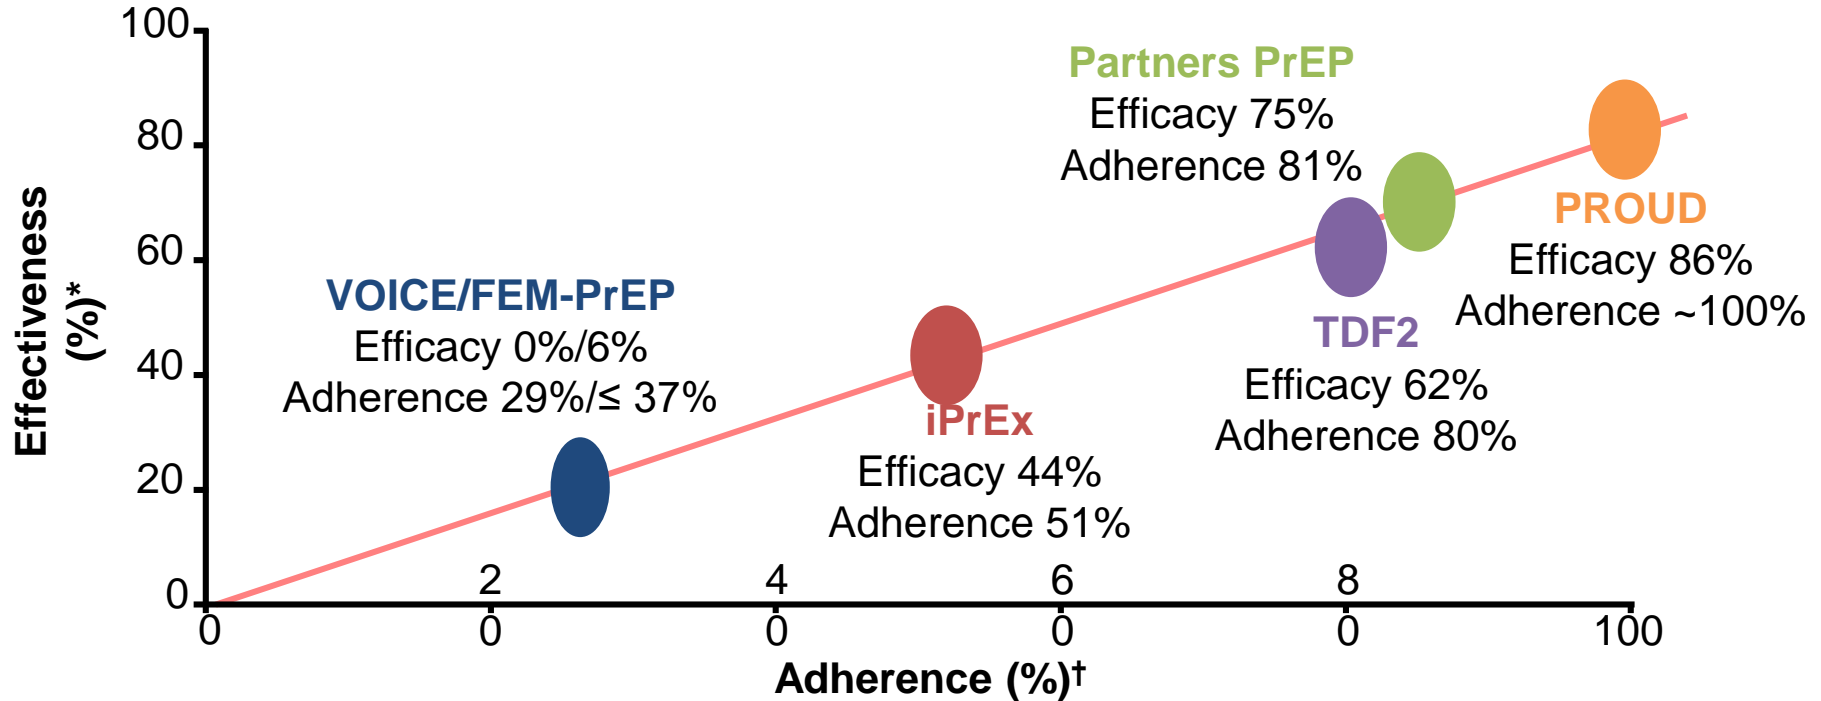 100
80
60
40
20
0
Effectiveness
(%)*
VOICE/FEM-PrEP
Efficacy 0%/6%
Adherence 29%/≤ 37%
iPrEx
Efficacy 44%
Adherence 51%
Partners PrEP
Efficacy 75%
Adherence 81%
TDF2
Efficacy 62%
Adherence 80%
PROUD
Efficacy 86%
Adherence ~100%
2 4 6 8
0 0 0 0 0 100
Adherence (%)†